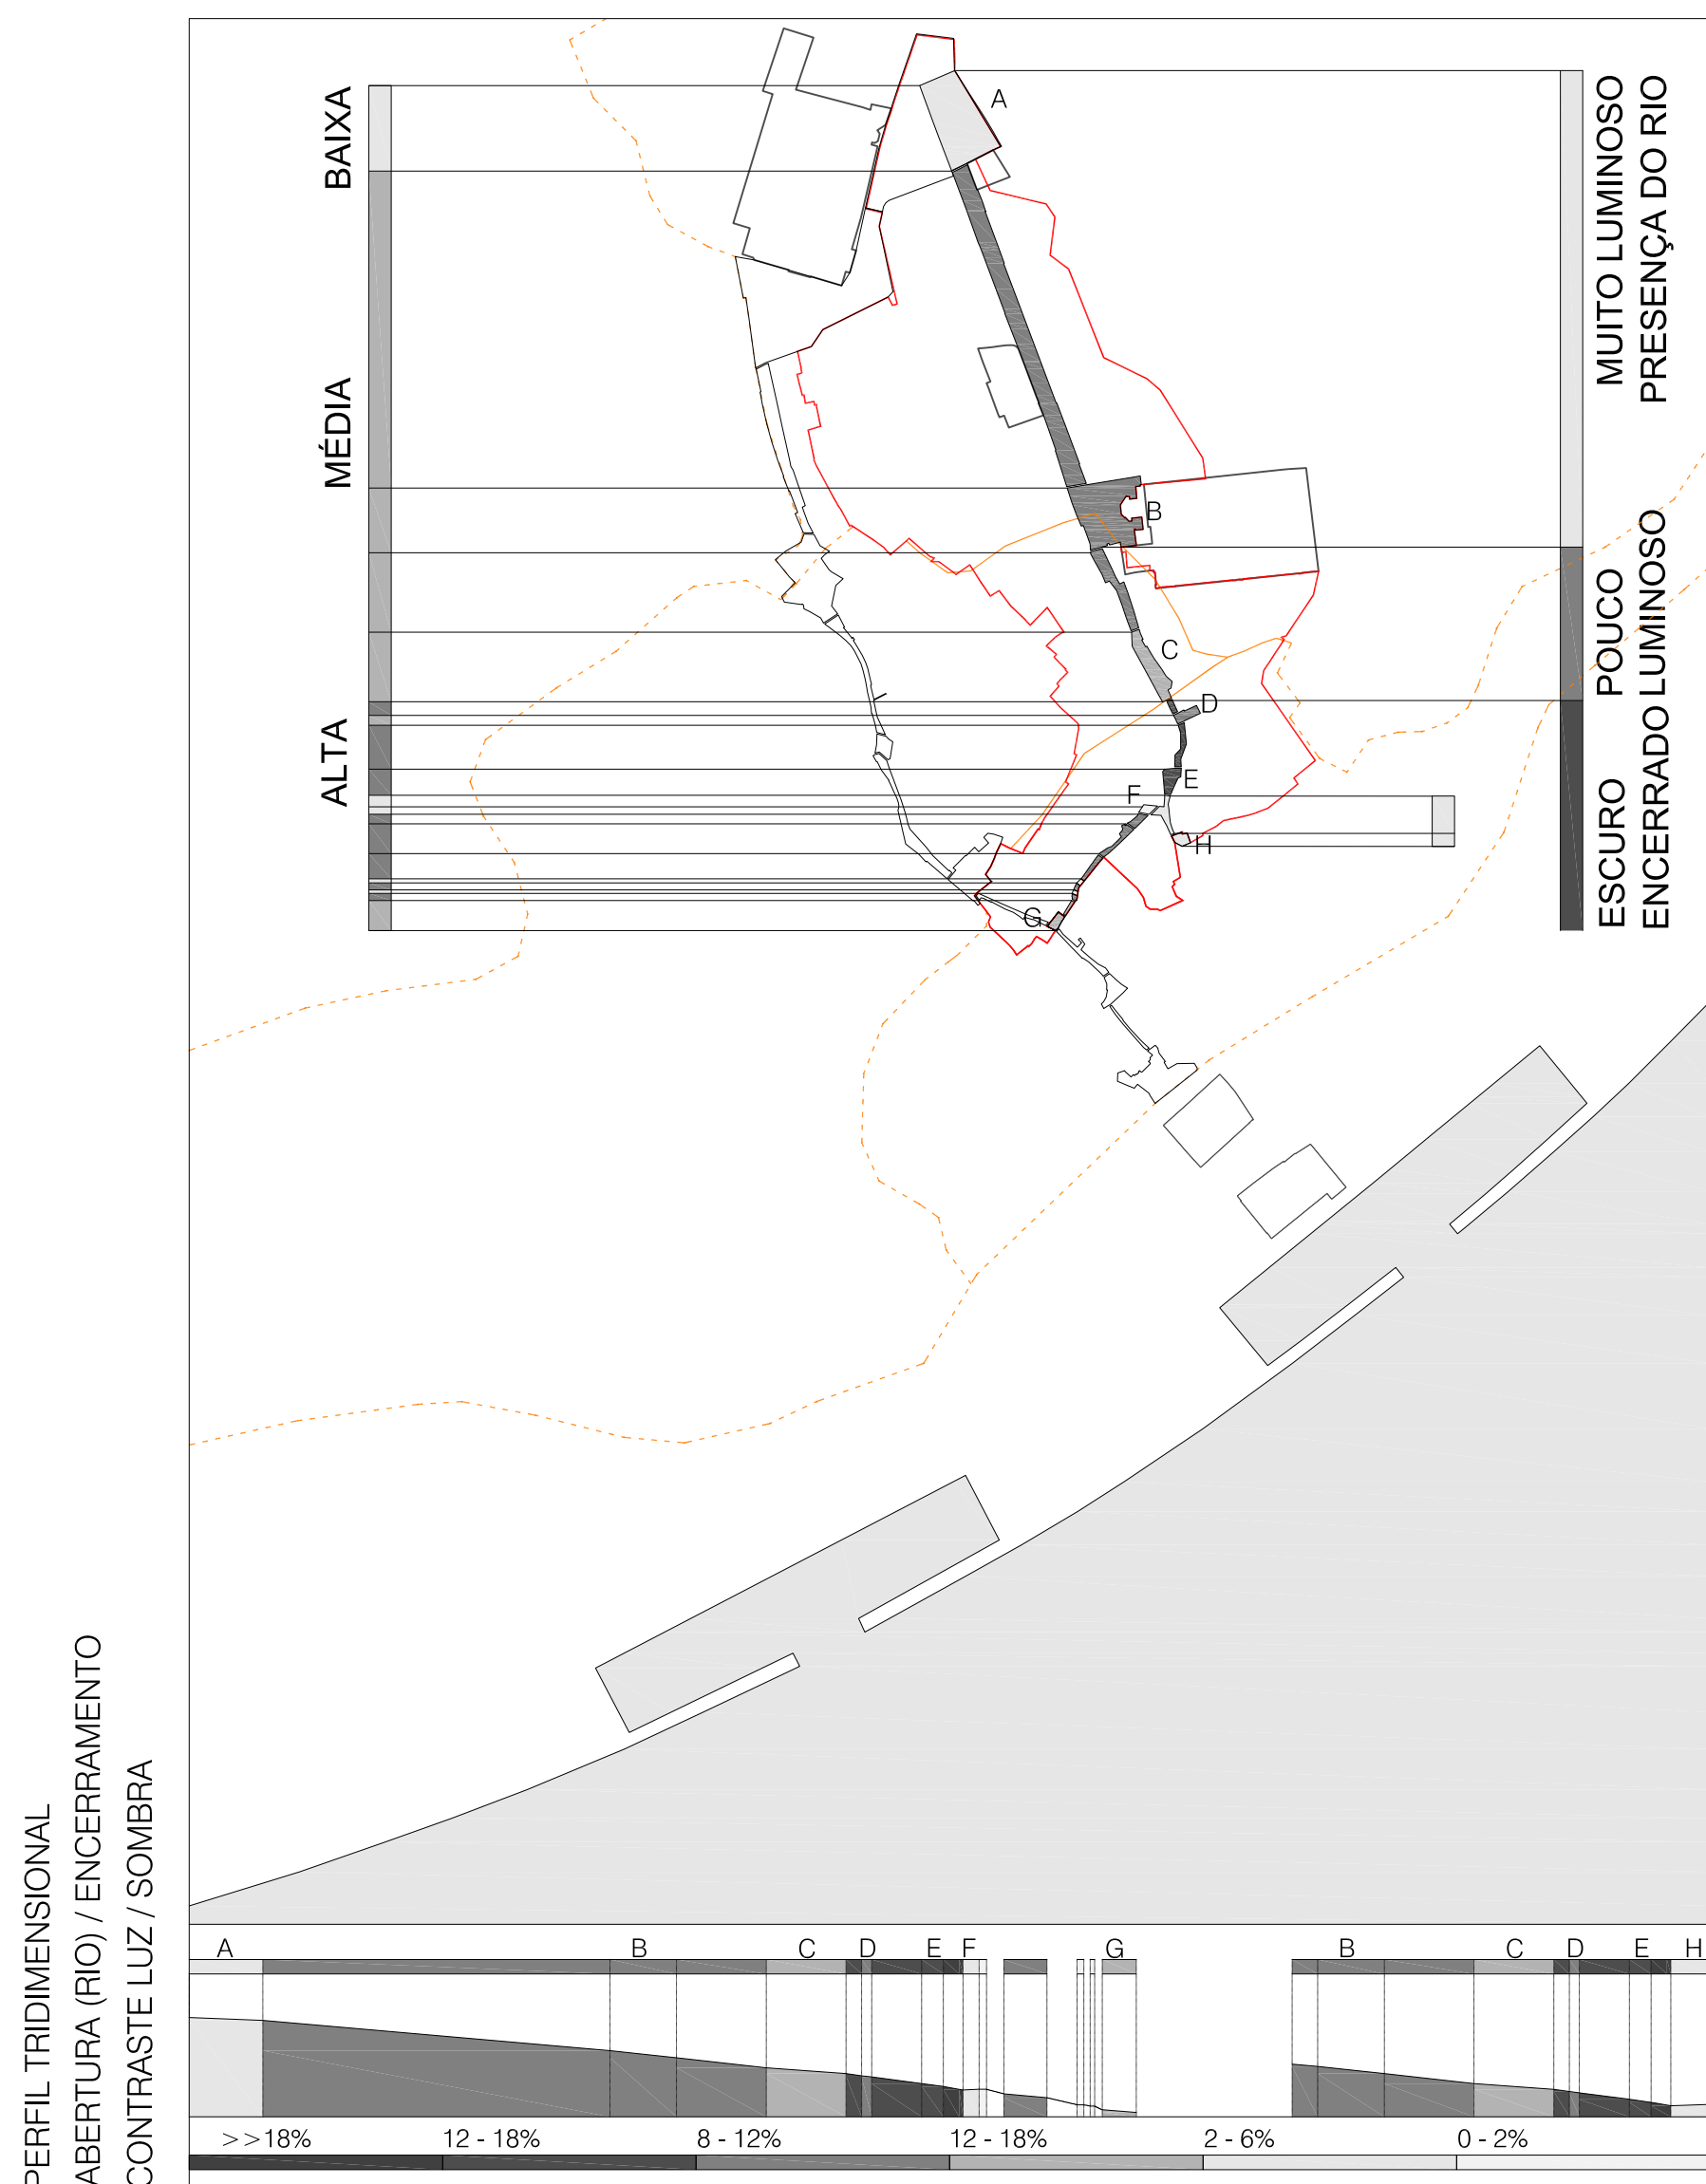 BAIXA
MÉDIA
ALTA
A
B
C
D
E
F
H
G
MUITO LUMINOSO
PRESENÇA DO RIO
POUCO
LUMINOSO
ESCURO
ENCERRADO
PERFIL TRIDIMENSIONAL
ABERTURA (RIO) / ENCERRAMENTO
CONTRASTE LUZ / SOMBRA
A B C D E F G B C D E H
>>18% 12 - 18% 8 - 12% 12 - 18% 2 - 6% 0 - 2%